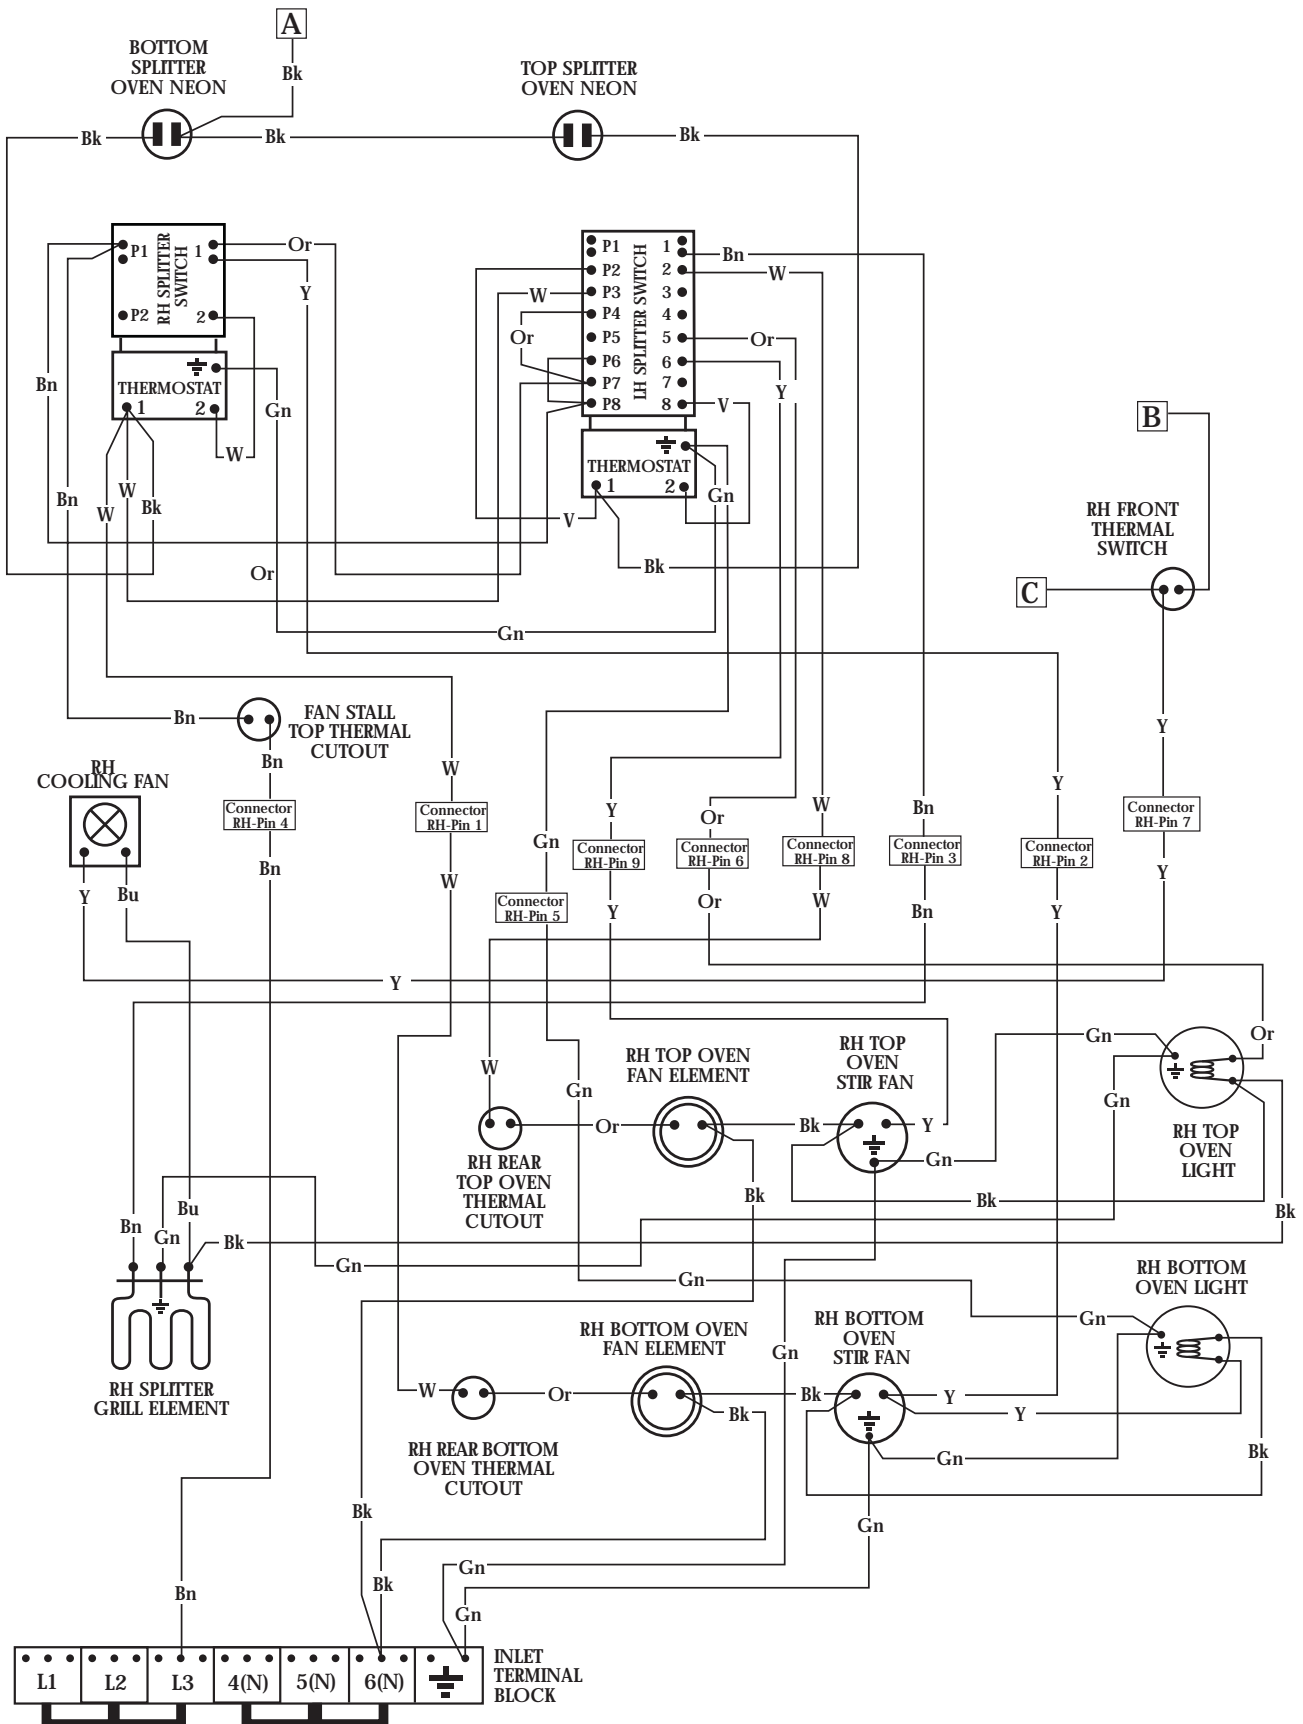 A
BOTTOM
SPLITTER
OVEN NEON
Bk
TOP SPLITTER
OVEN NEON
Bk
Bk
Bk
P1
1
RH SPLITTER
SWITCH
P2
2
Or
Y
THERMOSTAT
1
2
Bn
Gn
W
Bn
W
W
Bk
Or
P1
1
P2
2
P3
3
P4
4
P5
5
P6
6
P7
7
P8
8
LH SPLITTER SWITCH
Bn
W
W
Or
Or
Y
V
THERMOSTAT
1
2
Gn
V
Bk
Gn
B
RH FRONT
THERMAL
SWITCH
C
Bn
FAN STALL
TOP THERMAL
CUTOUT
Bn
W
Y
Y
RH
COOLING FAN
Connector
RH-Pin 4
Connector
RH-Pin 1
Y
Or
W
Bn
Connector
RH-Pin 7
Gn
Connector
RH-Pin 9
Connector
RH-Pin 6
Connector
RH-Pin 8
Connector
RH-Pin 3
Connector
RH-Pin 2
Bn
W
Y
Y
Bu
Connector
RH-Pin 5
Y
Or
W
Bn
Y
Y
W
RH TOP OVEN
FAN ELEMENT
RH TOP
OVEN
STIR FAN
Gn
Or
Gn
Gn
Or
Bk
Y
Gn
RH REAR
TOP OVEN
THERMAL
CUTOUT
RH TOP
OVEN
LIGHT
Bk
Bk
Bk
Bn
Gn
Bu
Bk
Gn
Gn
RH BOTTOM
OVEN LIGHT
RH SPLITTER
GRILL ELEMENT
RH BOTTOM OVEN
FAN ELEMENT
RH BOTTOM
OVEN
STIR FAN
Gn
Gn
W
Or
Bk
Bk
Y
Y
RH REAR BOTTOM
OVEN THERMAL
CUTOUT
Gn
Bk
Bk
Gn
Gn
Bk
Bn
Gn
L1
L2
L3
4(N)
5(N)
6(N)
INLET
TERMINAL
BLOCK